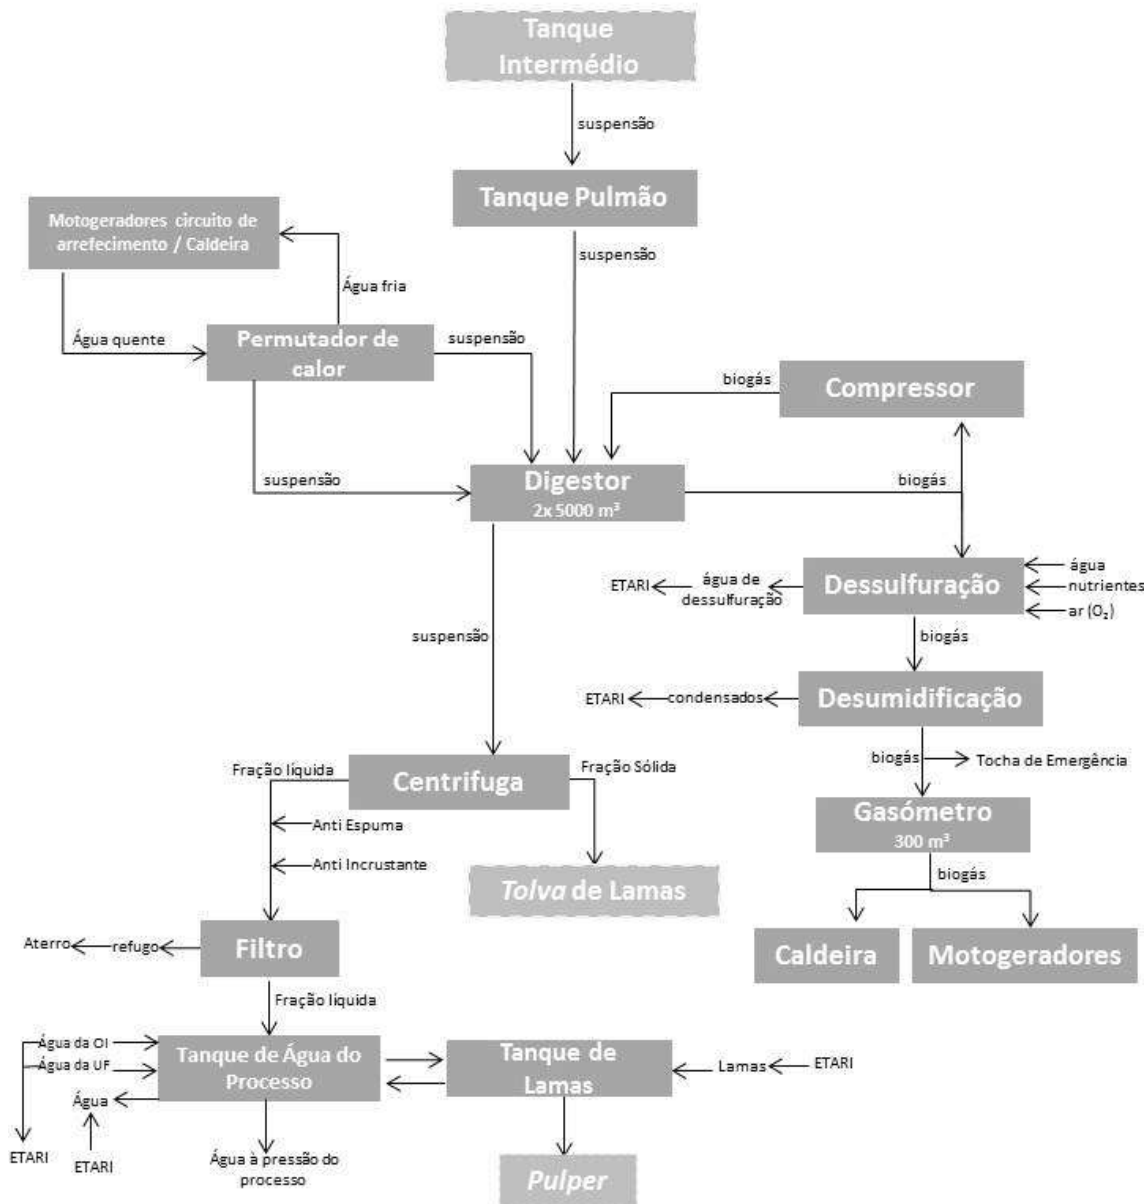 Tanque
Intermédio
suspensão
Tanque Pulmão
Motogeradores circuito de
arrefecimento / Caldeira
suspensão
Água fria
Água quente
Permutador de
calor
suspensão
biogás
Compressor
suspensão
Digestor
2x 5000 m³
biogás
ETARI
água de
dessulfuração
Dessulfuração
água
nutrientes
ar (O₂)
suspensão
biogás
ETARI
condensados
Desumidificação
biogás
Tocha de Emergência
Fração líquida
Centrifuga
Fração Sólida
Gasómetro
300 m³
Anti Espuma
Anti Incrustante
biogás
Tolva de Lamas
Aterro
refugo
Filtro
Caldeira
Motogeradores
Fração líquida
Água da OI
Água da UF
Água
Tanque de Água do
Processo
Tanque de
Lamas
Lamas
ETARI
ETARI
ETARI
Água à pressão do
processo
Pulper